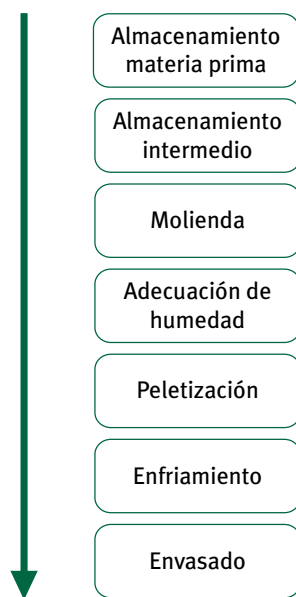 Almacenamiento
materia prima
Almacenamiento
intermedio
Molienda
Adecuación de
humedad
Peletización
Enfriamiento
Envasado